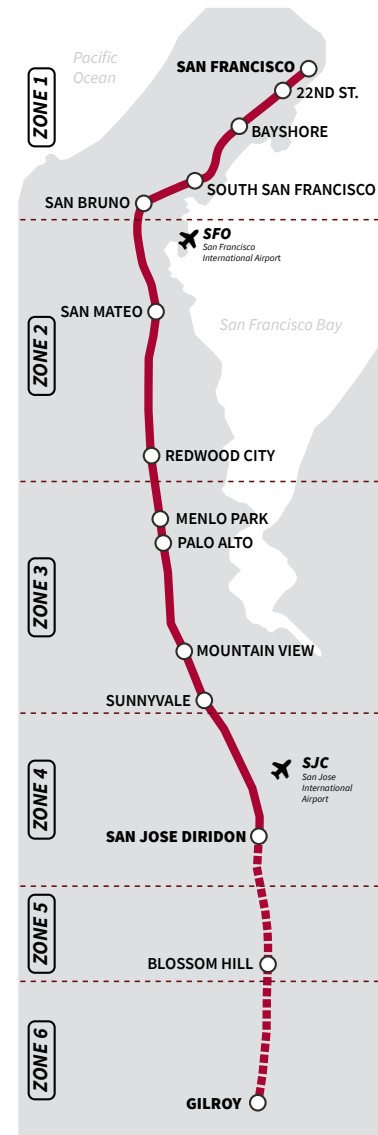 Pacific
Ocean
ZONE 1
SAN FRANCISCO
22ND ST.
BAYSHORE
SOUTH SAN FRANCISCO
SAN BRUNO
SFO
San Francisco
International Airport
ZONE 2
SAN MATEO
San Francisco Bay
REDWOOD CITY
ZONE 3
MENLO PARK
PALO ALTO
MOUNTAIN VIEW
SUNNYVALE
ZONE 4
SJC
San Jose
International
Airport
SAN JOSE DIRIDON
ZONE 5
BLOSSOM HILL
ZONE 6
GILROY